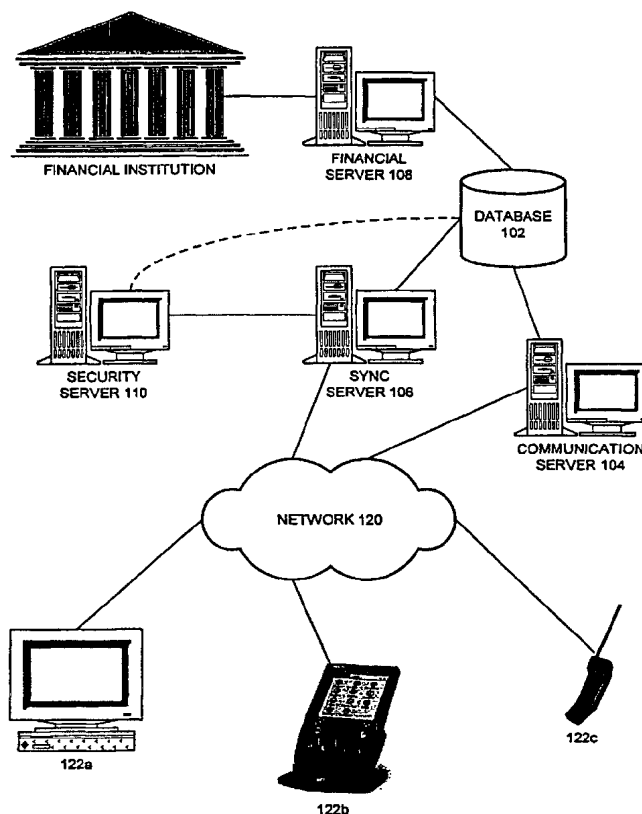 FINANCIAL INSTITUTION
FINANCIAL
SERVER 108
DATABASE
102
SECURITY
SERVER 110
SYNC
SERVER 106
COMMUNICATION
SERVER 104
NETWORK 120
122a
122b
122c